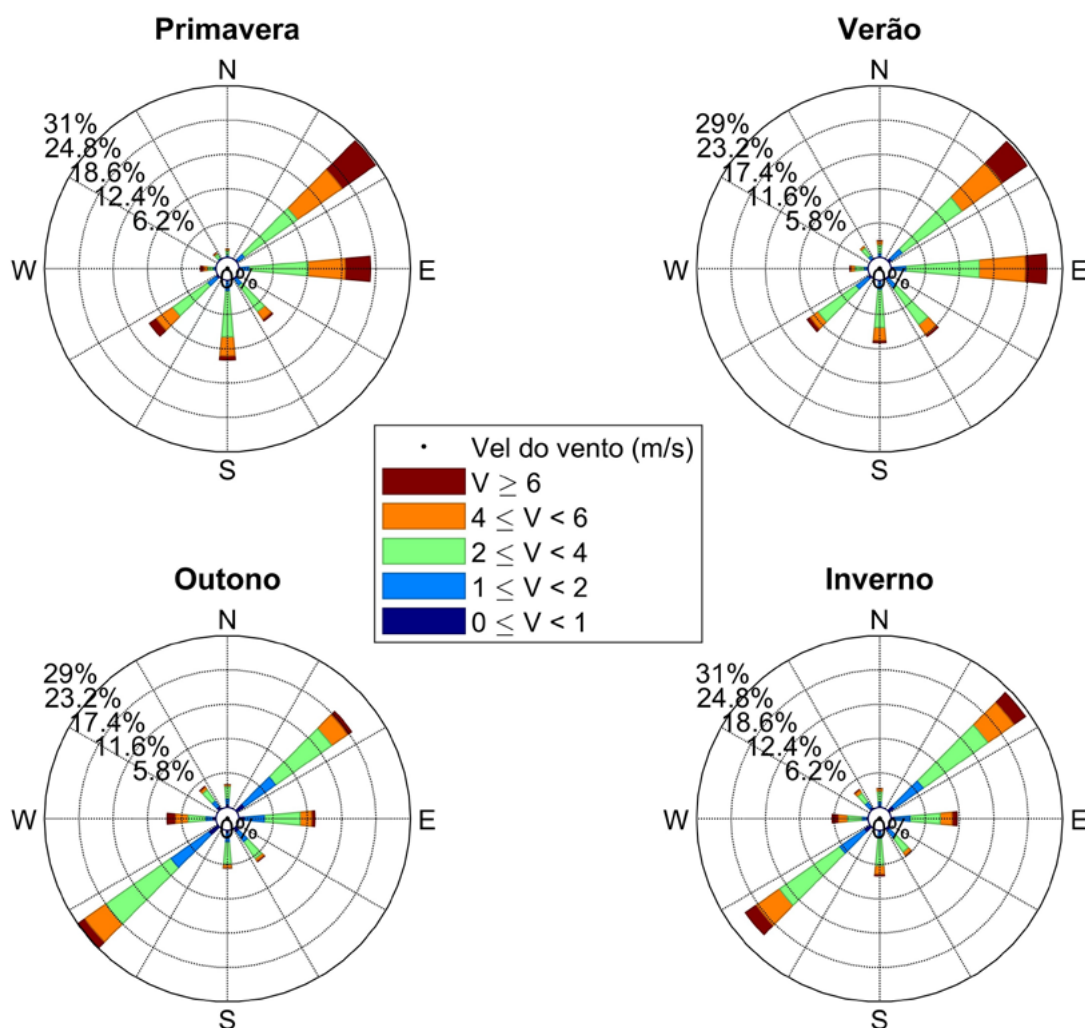 Primavera
N
31%
24.8%
18.6%
12.4%
6.2%
W
0%
E
S
Verão
N
29%
23.2%
17.4%
11.6%
5.8%
W
0%
E
S
Vel do vento (m/s)
V ≥ 6
4 ≤ V < 6
2 ≤ V < 4
1 ≤ V < 2
0 ≤ V < 1
Outono
N
29%
23.2%
17.4%
11.6%
5.8%
W
0%
E
S
Inverno
N
31%
24.8%
18.6%
12.4%
6.2%
W
0%
E
S